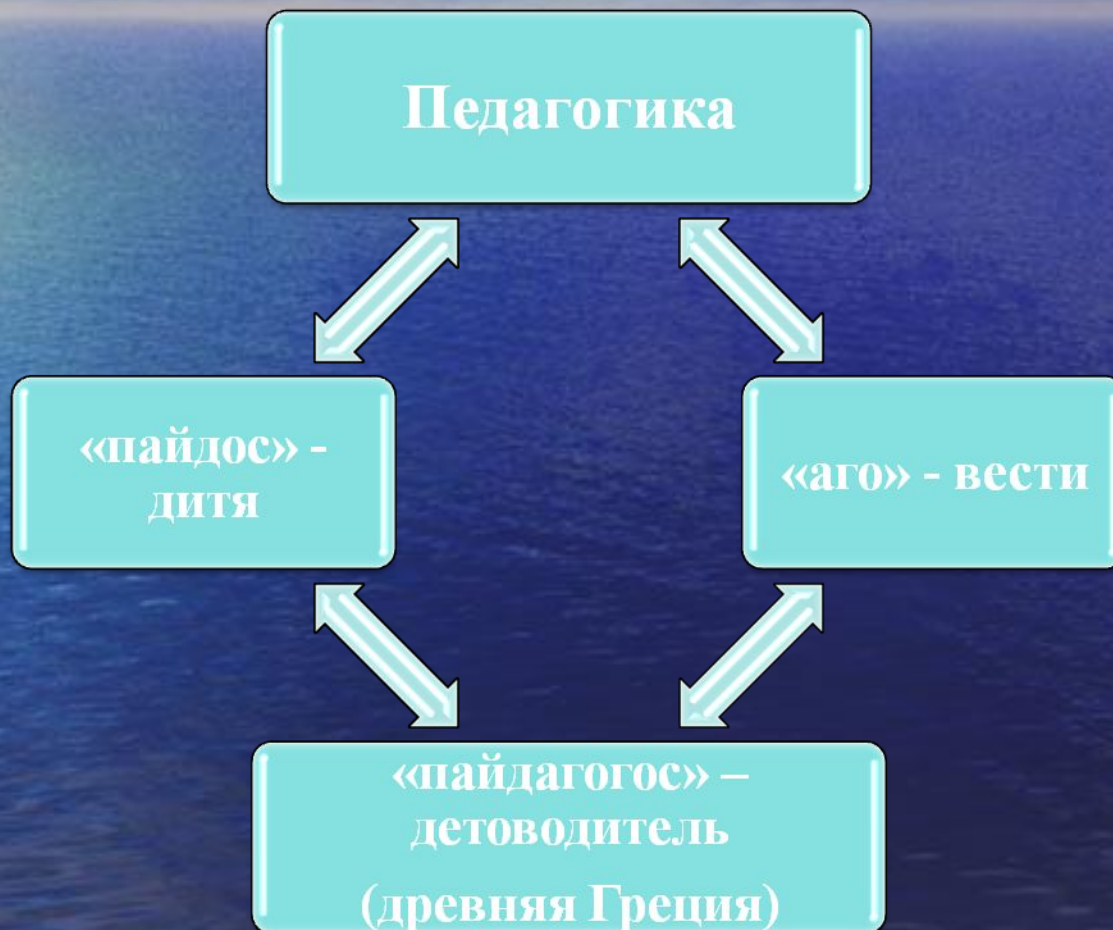 Педагогика
«пайдос» -
дитя
«аго» - вести
«пайдагогос» –
детоводитель
(древняя Греция)